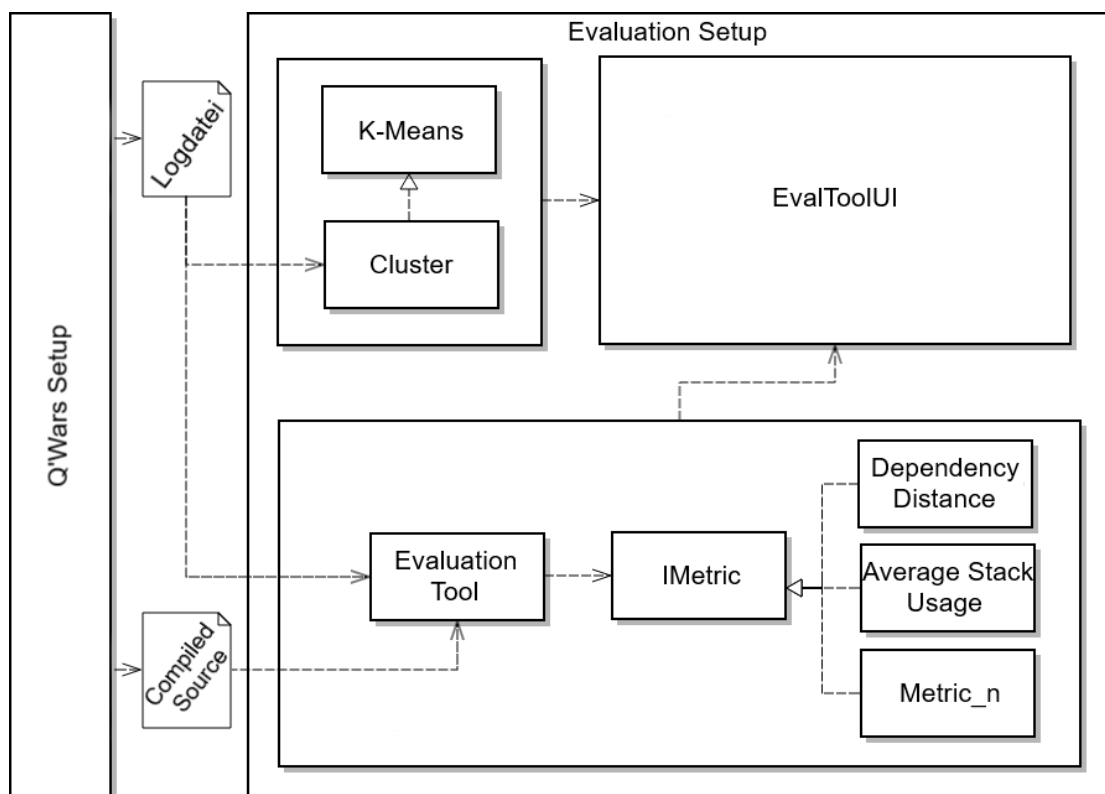 Evaluation Setup
Q'Wars Setup
Logdatei
K-Means
Cluster
EvalToolUI
Compiled
Source
Evaluation
Tool
IMetric
Dependency
Distance
Average Stack
Usage
Metric_n